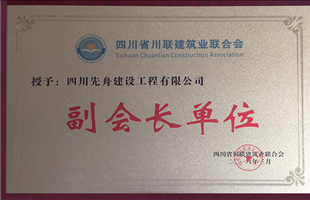 四川省川联建筑业联合会
Sichuan Chuanlian Construction Association
授予：四川先舟建设工程有限公司
副会长单位
四川省川联建筑业联合会